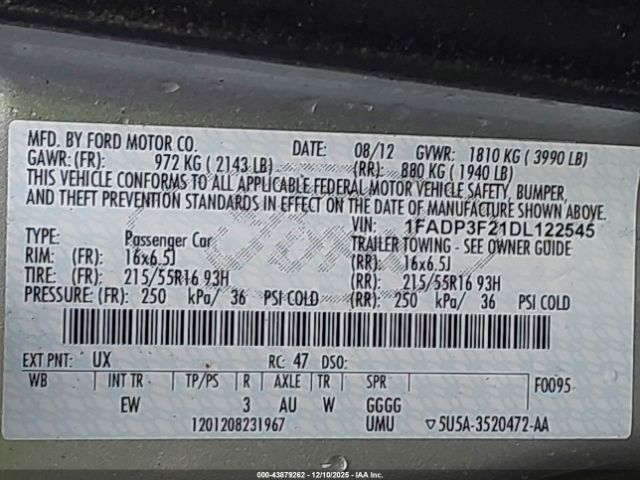 MFD. BY FORD MOTOR CO. DATE: 08/12 GVWR: 1810 KG ( 3990 LB)
GAWR: (FR): 972 KG ( 2143 LB) (RR): 880 KG ( 1940 LB)
THIS VEHICLE CONFORMS TO ALL APPLICABLE FEDERAL MOTOR VEHICLE SAFETY, BUMPER,
AND THEFT PREVENTION STANDARDS IN EFFECT ON THE DATE OF MANUFACTURE SHOWN ABOVE.
VIN: 1FADP3F21DL122545
TYPE: Passenger Car TRAILER TOWING - SEE OWNER GUIDE
RIM: (FR): 16x6.5J (RR): 16x6.5J
TIRE: (FR): 215/55R16 93H (RR): 215/55R16 93H
PRESSURE: (FR): 250 kPa/ 36 PSI COLD (RR): 250 kPa/ 36 PSI COLD
EXT PNT: UX RC: 47 DSO:
WB INT TR TP/PS R AXLE TR SPR F0095
EW 3 AU W GGGG
1201208231967 UMU 5U5A-3520472-AA
000-43879262 - 12/10/2025 - IAA Inc.